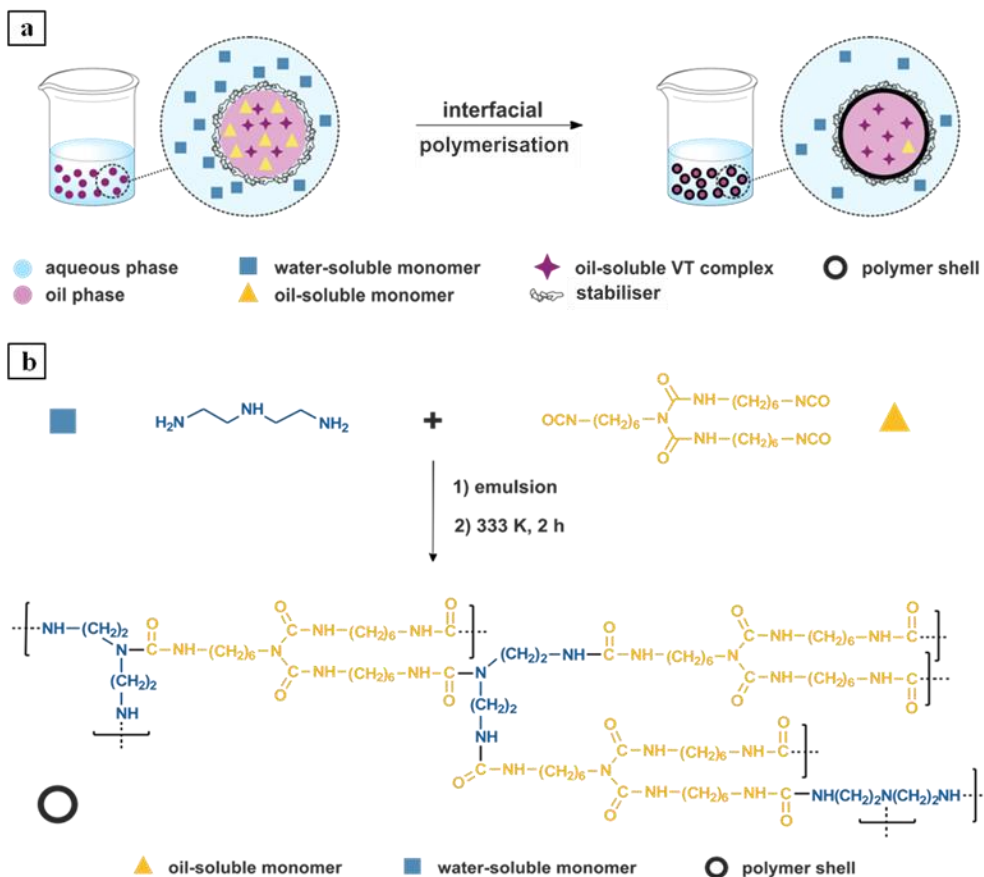 a
interfacial
polymerisation
aqueous phase
water-soluble monomer
oil-soluble VT complex
polymer shell
oil phase
oil-soluble monomer
stabiliser
b
H₂N NH NH₂
+
OCN—(CH₂)₆ N O NH—(CH₂)₆—NCO
O NH—(CH₂)₆—NCO
1) emulsion
2) 333 K, 2 h
NH—(CH₂)₂ N (CH₂)₂ NH
O C—NH—(CH₂)₆ N O NH—(CH₂)₆—NH—C O
O NH—(CH₂)₆—NH—C O
N (CH₂)₂—NH—C O NH—(CH₂)₆ N O NH—(CH₂)₆—NH—C O
O NH—(CH₂)₆—NH—C O
(CH₂)₂
NH
O C—NH—(CH₂)₆—N O NH—(CH₂)₆—NH—C O
O NH—(CH₂)₆—NH—C O NH(CH₂)₂N(CH₂)₂NH
oil-soluble monomer
water-soluble monomer
polymer shell